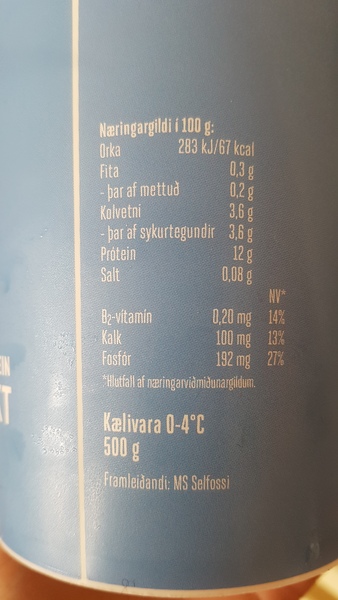 Næringargildi í 100 g:
Orka 283 kJ/67 kcal
Fita 0,3 g
- þar af mettuð 0,2 g
Kolvetni 3,6 g
- þar af sykurtegundir 3,6 g
Prótein 12 g
Salt 0,08 g
NV*
B₂-vítamín 0,20 mg 14%
Kalk 100 mg 13%
Fosfór 192 mg 27%
*Hlutfall af næringarviðmiðunargildum.
Kælivara 0-4°C
500 g
Framleiðandi: MS Selfossi